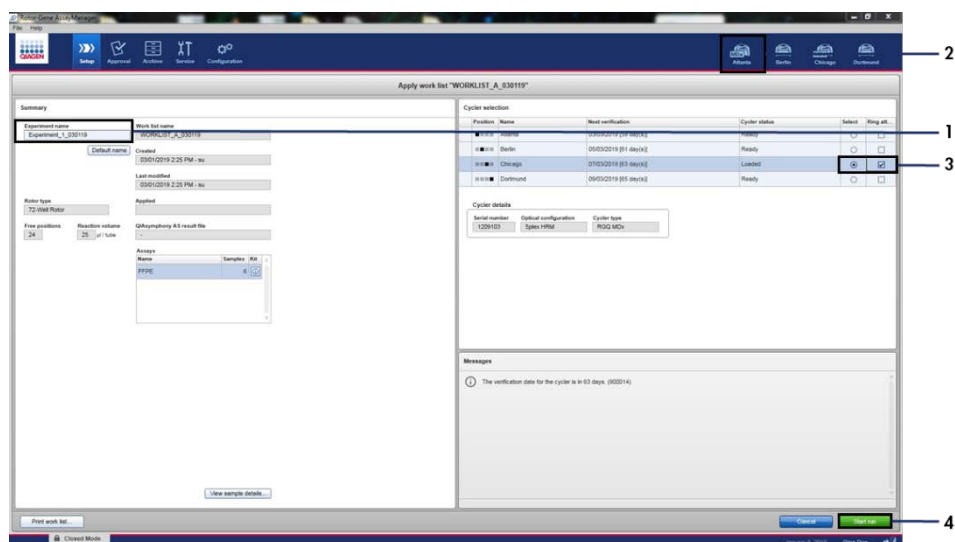 Rotor-Gene AssayManager
File Help
QIAGEN
Setup Approval Archive Service Configuration
Atlanta Berlin Chicago Dortmund
2
Apply work list "WORKLIST_A_030119"
Summary
Experiment name
Experiment_1_030119
Default name
Work list name
WORKLIST_A_030119
Created
03/01/2019 2:25 PM - su
Last modified
03/01/2019 2:25 PM - su
Rotor type
72-Well Rotor
Applied
Free positions
24
Reaction volume
25 µl / tube
QIAsymphony AS result file
-
Assays
Name Samples Kit
FFPE 6
View sample details...
Cycler selection
Position Name Next verification Cycler status Select Ring att...
Atlanta 03/03/2019 [59 day(s)] Ready
1
Berlin 05/03/2019 [61 day(s)] Ready
Chicago 07/03/2019 [63 day(s)] Loaded
3
Dortmund 09/03/2019 [65 day(s)] Ready
Cycler details
Serial number Optical configuration Cycler type
1209103 5plex HRM RGQ MDx
Messages
The verification date for the cycler is in 63 days. (900014)
Print work list...
Cancel
Start run
4
Closed Mode